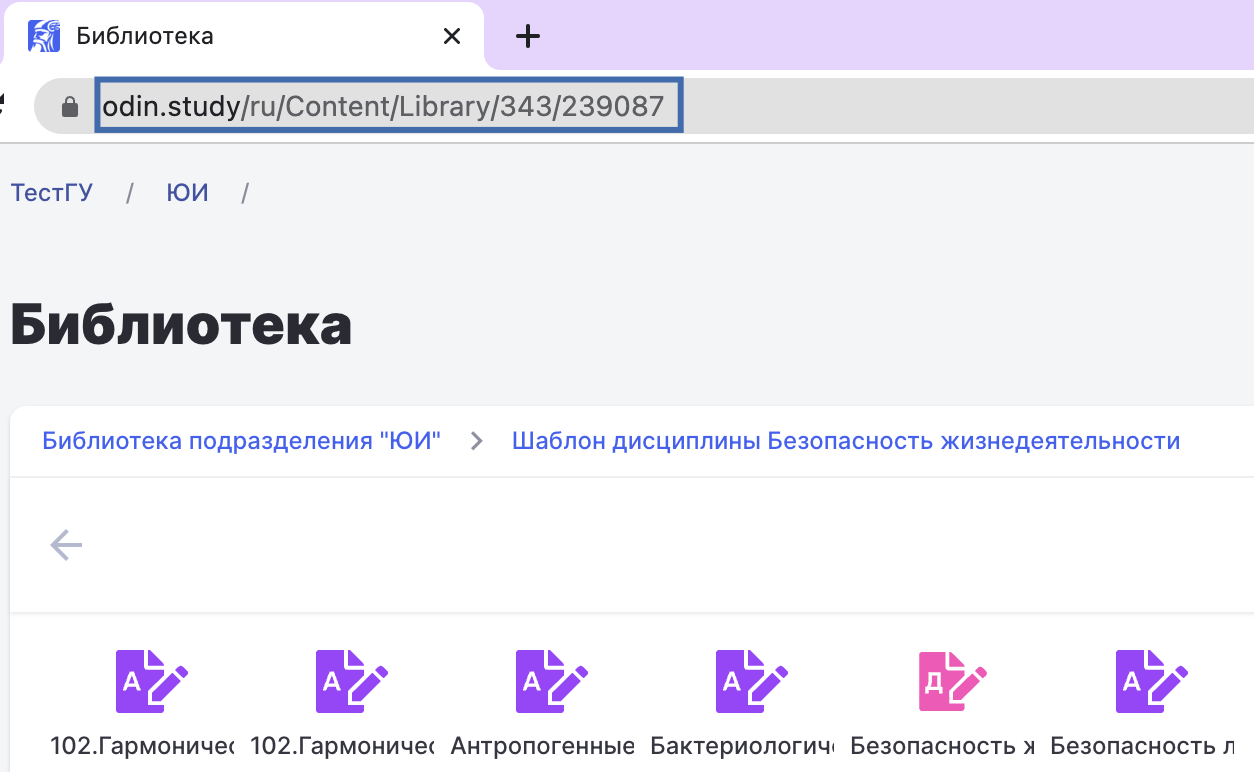 Библиотека
odin.study/ru/Content/Library/343/239087
ТестГУ / ЮИ /
Библиотека
Библиотека подразделения "ЮИ" > Шаблон дисциплины Безопасность жизнедеятельности
А А А А Д А
102.Гармоничес 102.Гармоничес Антропогенные Бактериологиче Безопасность ж Безопасность л